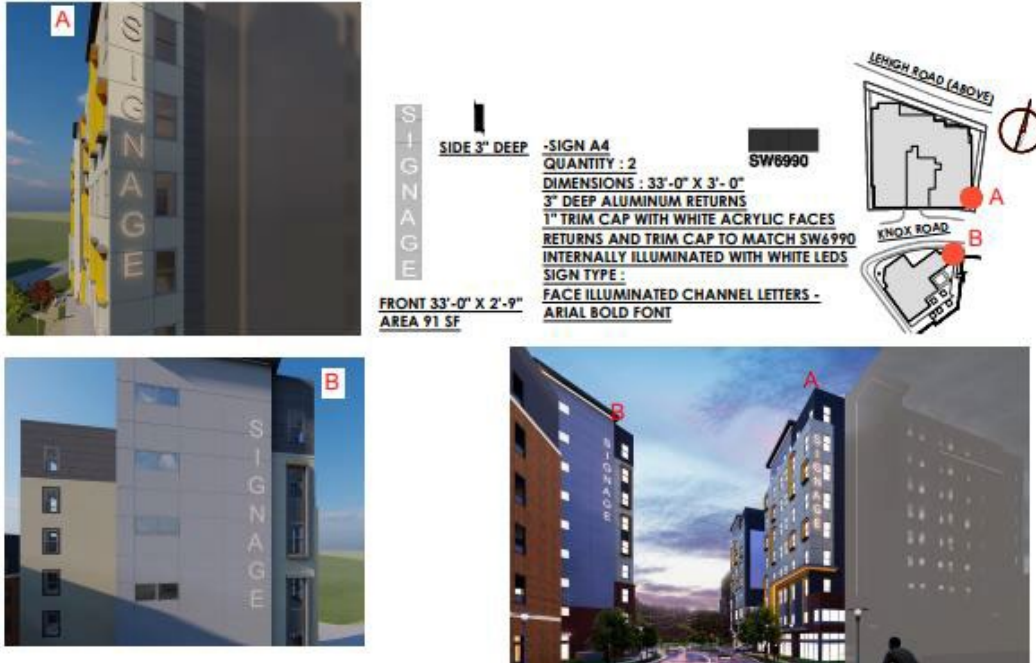 A
S
I
G
N
A
G
E
S
I
G
N
A
G
E
SIDE 3" DEEP
FRONT 33'-0" X 2'-9"
AREA 91 SF
-SIGN A4
QUANTITY : 2
DIMENSIONS : 33'-0" X 3'- 0"
3" DEEP ALUMINUM RETURNS
1" TRIM CAP WITH WHITE ACRYLIC FACES
RETURNS AND TRIM CAP TO MATCH SW6990
INTERNALLY ILLUMINATED WITH WHITE LEDS
SIGN TYPE :
FACE ILLUMINATED CHANNEL LETTERS -
ARIAL BOLD FONT
SW6990
LEHIGH ROAD (ABOVE)
A
KNOX ROAD
B
B
S
I
G
N
A
G
E
B
S
I
G
N
A
G
E
A
S
I
G
N
A
G
E